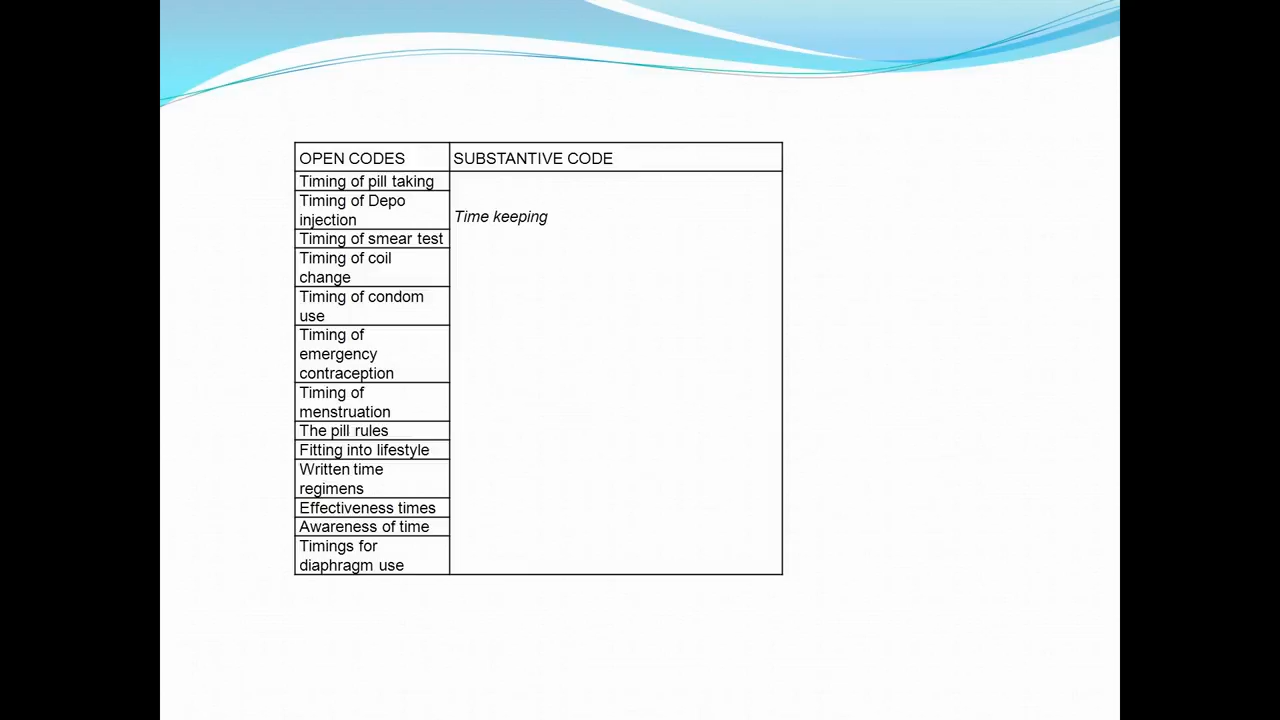 OPEN CODES SUBSTANTIVE CODE
Timing of pill taking
Timing of Depo
injection
Time keeping
Timing of smear test
Timing of coil
change
Timing of condom
use
Timing of
emergency
contraception
Timing of
menstruation
The pill rules
Fitting into lifestyle
Written time
regimens
Effectiveness times
Awareness of time
Timings for
diaphragm use